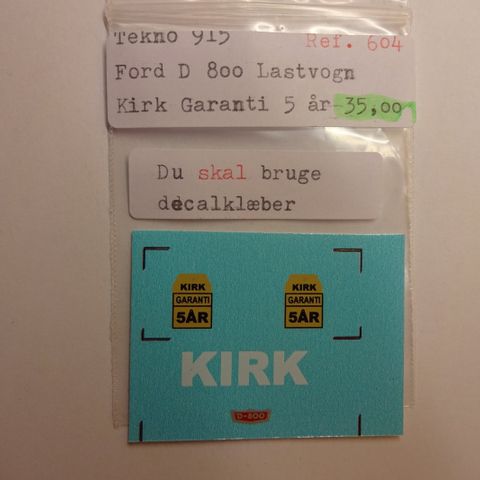 Tekno 915 Ref. 604
Ford D 800 Lastvogn
Kirk Garanti 5 år 35,00
Du skal bruge
decalklæber
KIRK
GARANTI
5ÅR
KIRK
GARANTI
5ÅR
KIRK
D-800